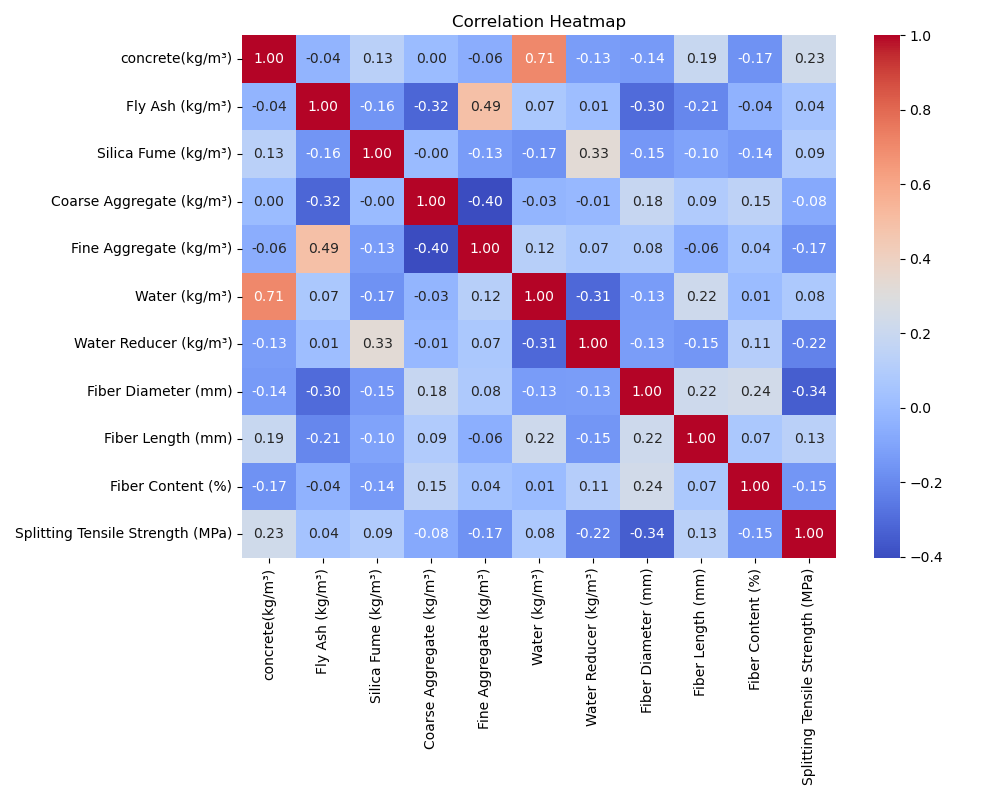 Correlation Heatmap
concrete(kg/m³) 1.00 -0.04 0.13 0.00 -0.06 0.71 -0.13 -0.14 0.19 -0.17 0.23
Fly Ash (kg/m³) -0.04 1.00 -0.16 -0.32 0.49 0.07 0.01 -0.30 -0.21 -0.04 0.04
Silica Fume (kg/m³) 0.13 -0.16 1.00 -0.00 -0.13 -0.17 0.33 -0.15 -0.10 -0.14 0.09
Coarse Aggregate (kg/m³) 0.00 -0.32 -0.00 1.00 -0.40 -0.03 -0.01 0.18 0.09 0.15 -0.08
Fine Aggregate (kg/m³) -0.06 0.49 -0.13 -0.40 1.00 0.12 0.07 0.08 -0.06 0.04 -0.17
Water (kg/m³) 0.71 0.07 -0.17 -0.03 0.12 1.00 -0.31 -0.13 0.22 0.01 0.08
Water Reducer (kg/m³) -0.13 0.01 0.33 -0.01 0.07 -0.31 1.00 -0.13 -0.15 0.11 -0.22
Fiber Diameter (mm) -0.14 -0.30 -0.15 0.18 0.08 -0.13 -0.13 1.00 0.22 0.24 -0.34
Fiber Length (mm) 0.19 -0.21 -0.10 0.09 -0.06 0.22 -0.15 0.22 1.00 0.07 0.13
Fiber Content (%) -0.17 -0.04 -0.14 0.15 0.04 0.01 0.11 0.24 0.07 1.00 -0.15
Splitting Tensile Strength (MPa) 0.23 0.04 0.09 -0.08 -0.17 0.08 -0.22 -0.34 0.13 -0.15 1.00
concrete(kg/m³)
Fly Ash (kg/m³)
Silica Fume (kg/m³)
Coarse Aggregate (kg/m³)
Fine Aggregate (kg/m³)
Water (kg/m³)
Water Reducer (kg/m³)
Fiber Diameter (mm)
Fiber Length (mm)
Fiber Content (%)
Splitting Tensile Strength (MPa)
1.0
0.8
0.6
0.4
0.2
0.0
−0.2
−0.4